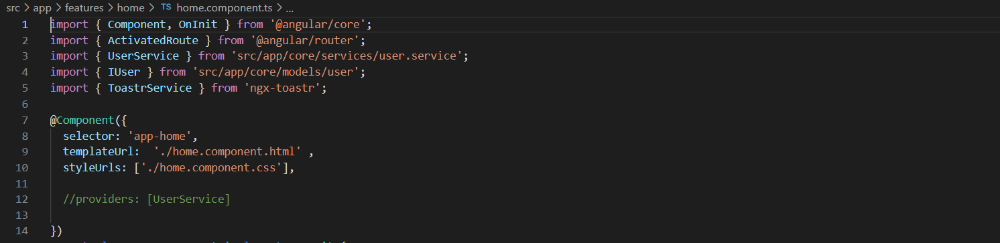 src > app > features > home > TS home.component.ts > ...
1 import { Component, OnInit } from '@angular/core';
2 import { ActivatedRoute } from '@angular/router';
3 import { UserService } from 'src/app/core/services/user.service';
4 import { IUser } from 'src/app/core/models/user';
5 import { ToastrService } from 'ngx-toastr';
6
7 @Component({
8   selector: 'app-home',
9   templateUrl:  './home.component.html' ,
10   styleUrls: ['./home.component.css'],
11
12   //providers: [UserService]
13
14 })